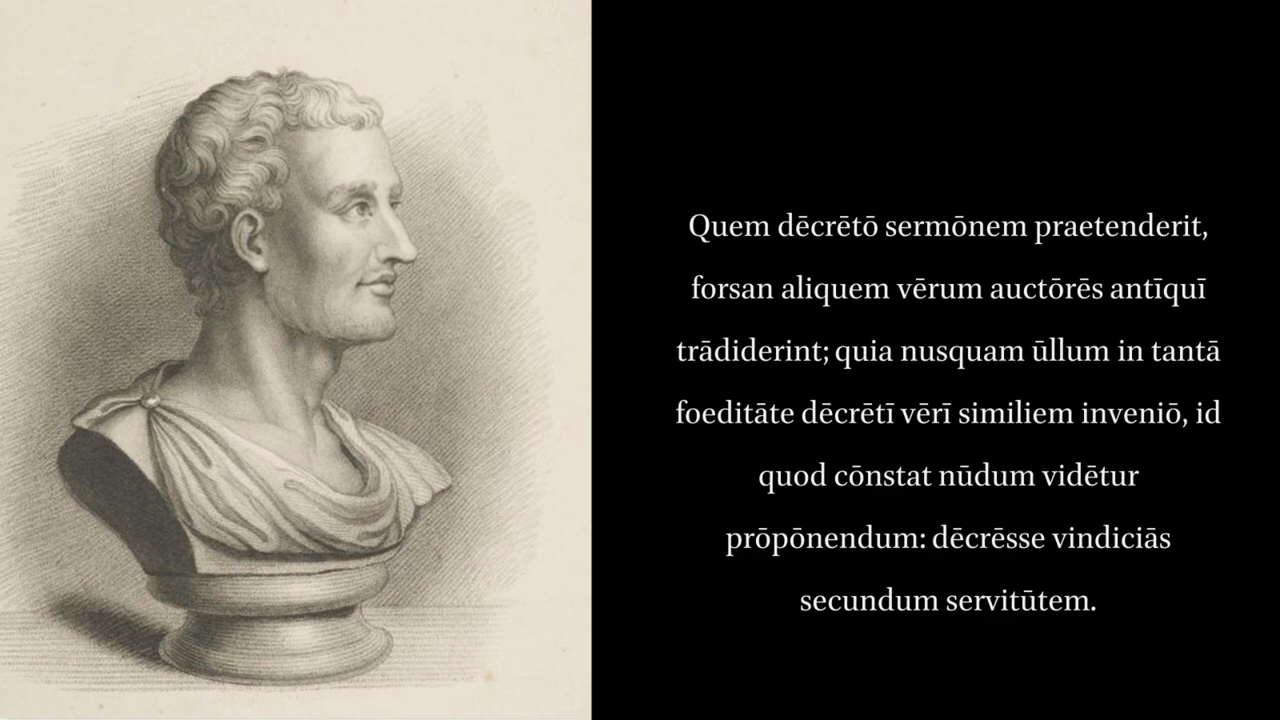 Quem dēcrētō sermōnem praetenderit,
forsan aliquem vērum auctōrēs antīquī
trādiderint; quia nusquam ūllum in tantā
foeditāte dēcrētī vērī similiem inveniō, id
quod cōnstat nūdum vidētur
prōpōnendum: dēcrēsse vindiciās
secundum servitūtem.